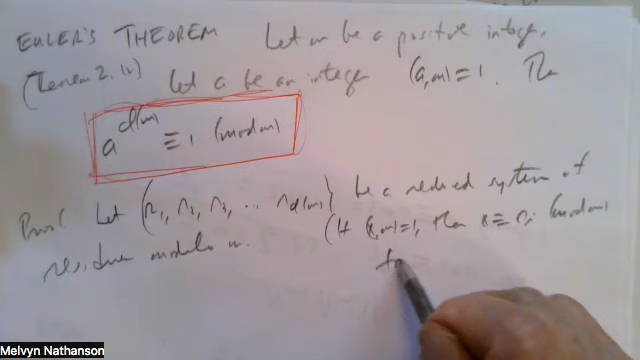 EULER'S THEOREM Let m be a positive integer.
(Theorem 2.12) Let a be an integer (a,m)=1. Then
a^φ(m) ≡ 1 (mod m)
Proof Let {r1, r2, r3, ... rφ(m)} be a reduced system of
residues modulo m. (If (x,m)=1, then x ≡ ri (mod m)
Melvyn Nathanson